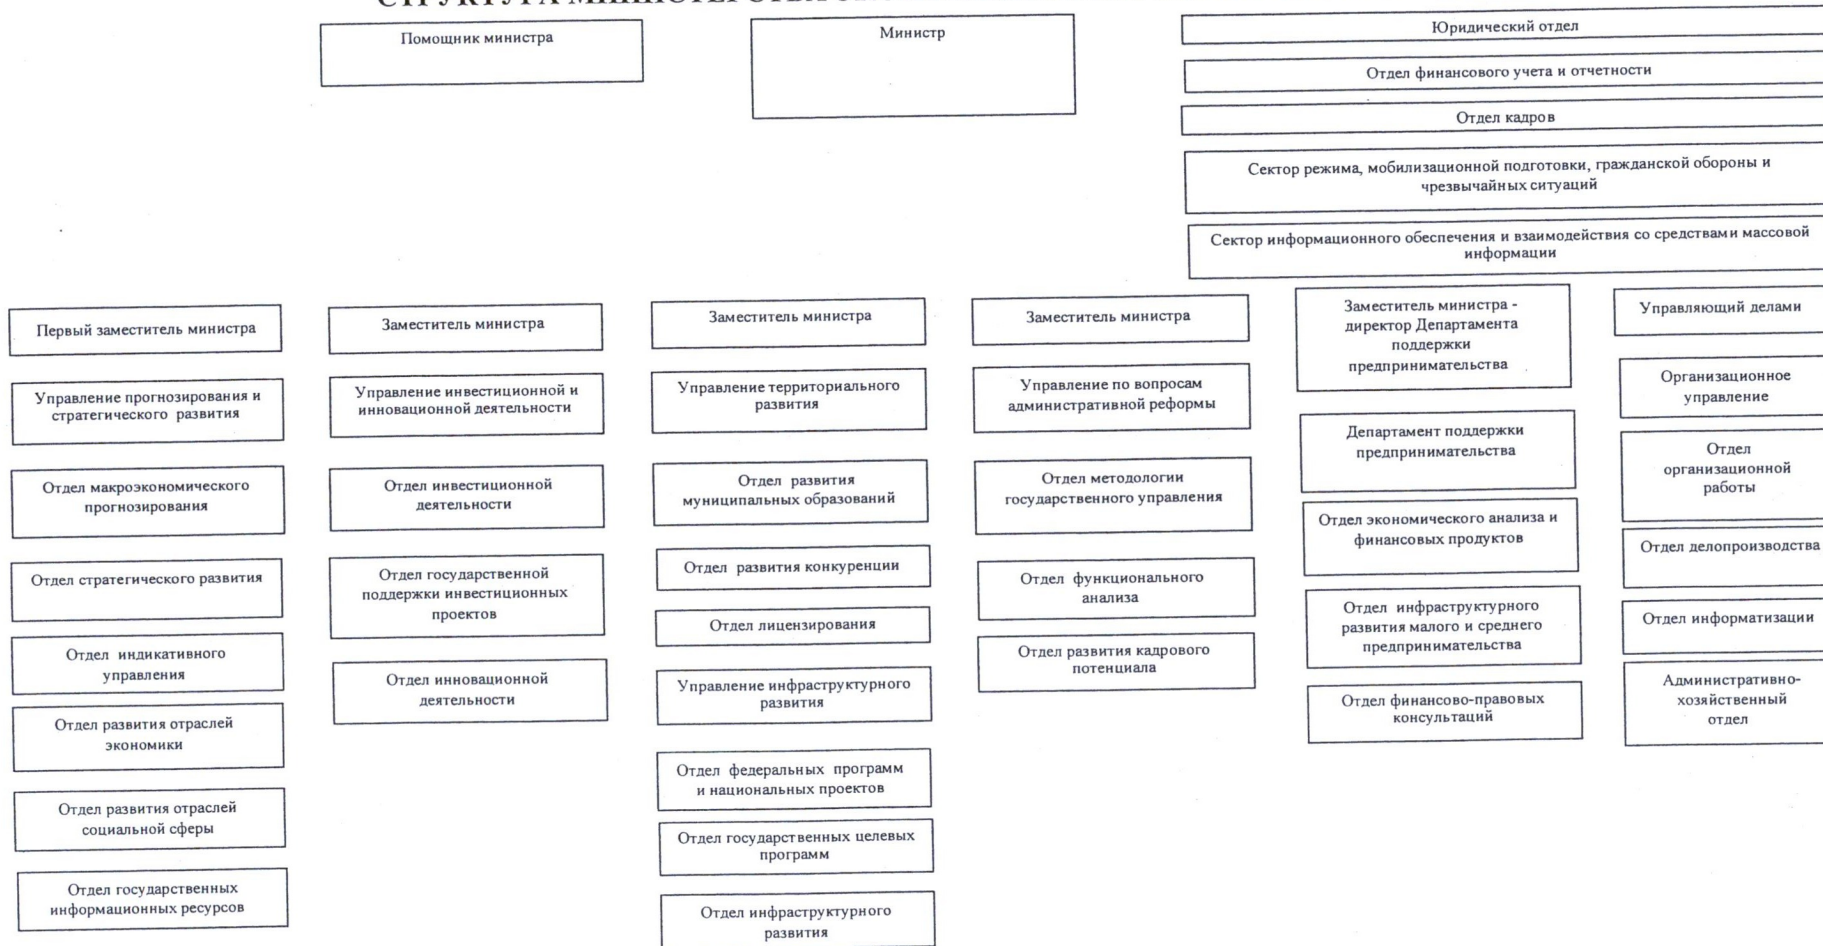 СТРУКТУРА МИНИСТЕРСТВА
Помощник министра
Министр
Юридический отдел
Отдел финансового учета и отчетности
Отдел кадров
Сектор режима, мобилизационной подготовки, гражданской обороны и
чрезвычайных ситуаций
Сектор информационного обеспечения и взаимодействия со средствами массовой
информации
Первый заместитель министра
Управление прогнозирования и
стратегического развития
Отдел макроэкономического
прогнозирования
Отдел стратегического развития
Отдел индикативного
управления
Отдел развития отраслей
экономики
Отдел развития отраслей
социальной сферы
Отдел государственных
информационных ресурсов
Заместитель министра
Управление инвестиционной и
инновационной деятельности
Отдел инвестиционной
деятельности
Отдел государственной
поддержки инвестиционных
проектов
Отдел инновационной
деятельности
Заместитель министра
Управление территориального
развития
Отдел развития
муниципальных образований
Отдел развития конкуренции
Отдел лицензирования
Управление инфраструктурного
развития
Отдел федеральных программ
и национальных проектов
Отдел государственных целевых
программ
Отдел инфраструктурного
развития
Заместитель министра
Управление по вопросам
административной реформы
Отдел методологии
государственного управления
Отдел функционального
анализа
Отдел развития кадрового
потенциала
Заместитель министра -
директор Департамента
поддержки
предпринимательства
Департамент поддержки
предпринимательства
Отдел экономического анализа и
финансовых продуктов
Отдел инфраструктурного
развития малого и среднего
предпринимательства
Отдел финансово-правовых
консультаций
Управляющий делами
Организационное
управление
Отдел
организационной
работы
Отдел делопроизводства
Отдел информатизации
Административно-
хозяйственный
отдел